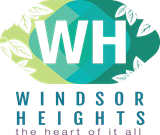 WH
WINDSOR
HEIGHTS
the heart of it all